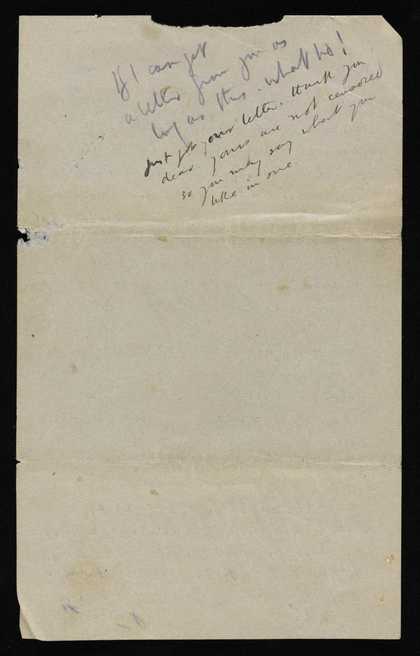 If I can get
a letter from you as
long as this - what ho!
just got your letter. thank you
dear yours are not censored
so you may say what you
like in one.